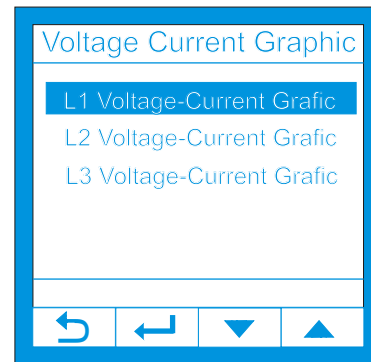 Voltage Current Graphic
L1 Voltage-Current Grafic
L2 Voltage-Current Grafic
L3 Voltage-Current Grafic